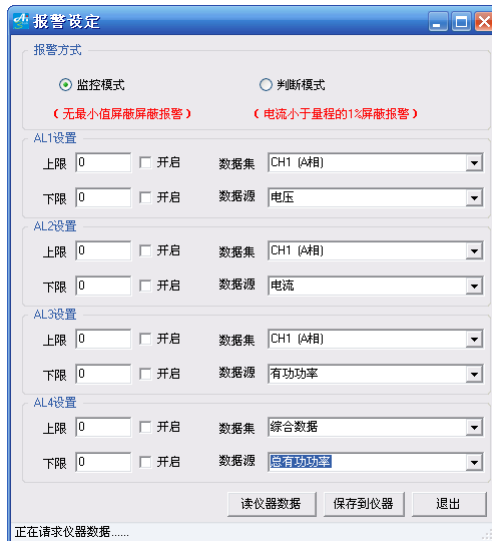 报警设定
报警方式
监控模式 判断模式
(无最小值屏蔽屏蔽报警) (电流小于量程的1%屏蔽报警)
AL1设置
上限 0 开启 数据集 CH1 (A相)
下限 0 开启 数据源 电压
AL2设置
上限 0 开启 数据集 CH1 (A相)
下限 0 开启 数据源 电流
AL3设置
上限 0 开启 数据集 CH1 (A相)
下限 0 开启 数据源 有功功率
AL4设置
上限 0 开启 数据集 综合数据
下限 0 开启 数据源 总有功功率
读仪器数据 保存到仪器 退出
正在请求仪器数据......